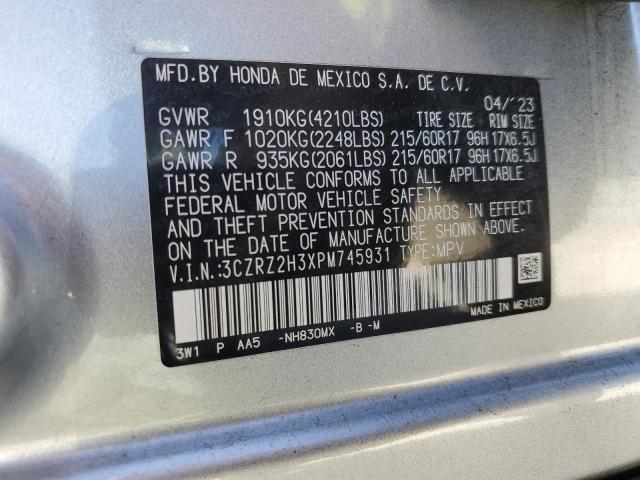 MFD.BY HONDA DE MEXICO S.A. DE C.V.
04/'23
GVWR 1910KG(4210LBS) TIRE SIZE RIM SIZE
GAWR F 1020KG(2248LBS) 215/60R17 96H 17X6.5J
GAWR R 935KG(2061LBS) 215/60R17 96H 17X6.5J
THIS VEHICLE CONFORMS TO ALL APPLICABLE
FEDERAL MOTOR VEHICLE SAFETY
AND THEFT PREVENTION STANDARDS IN EFFECT
ON THE DATE OF MANUFACTURE SHOWN ABOVE.
V.I.N.:3CZRZ2H3XPM745931 TYPE:MPV
3W1 P AA5 -NH830MX -B -M
MADE IN MEXICO